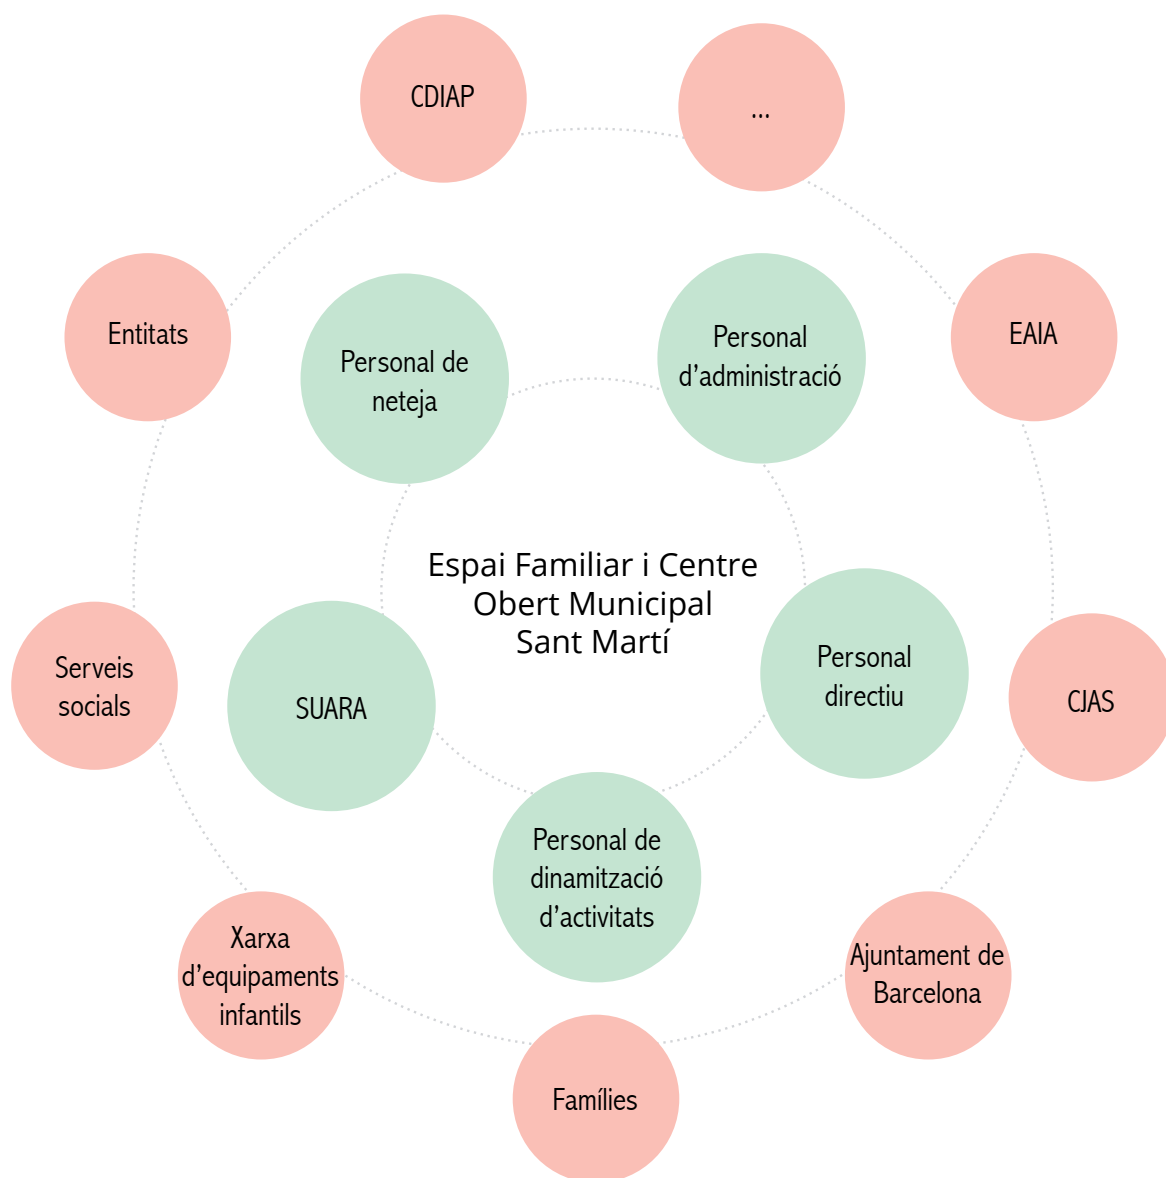 CDIAP
...
Entitats
EAIA
Personal de
neteja
Personal
d’administració
Espai Familiar i Centre
Obert Municipal
Sant Martí
Serveis
socials
SUARA
Personal
directiu
CJAS
Personal de
dinamització
d’activitats
Xarxa
d’equipaments
infantils
Ajuntament de
Barcelona
Famílies